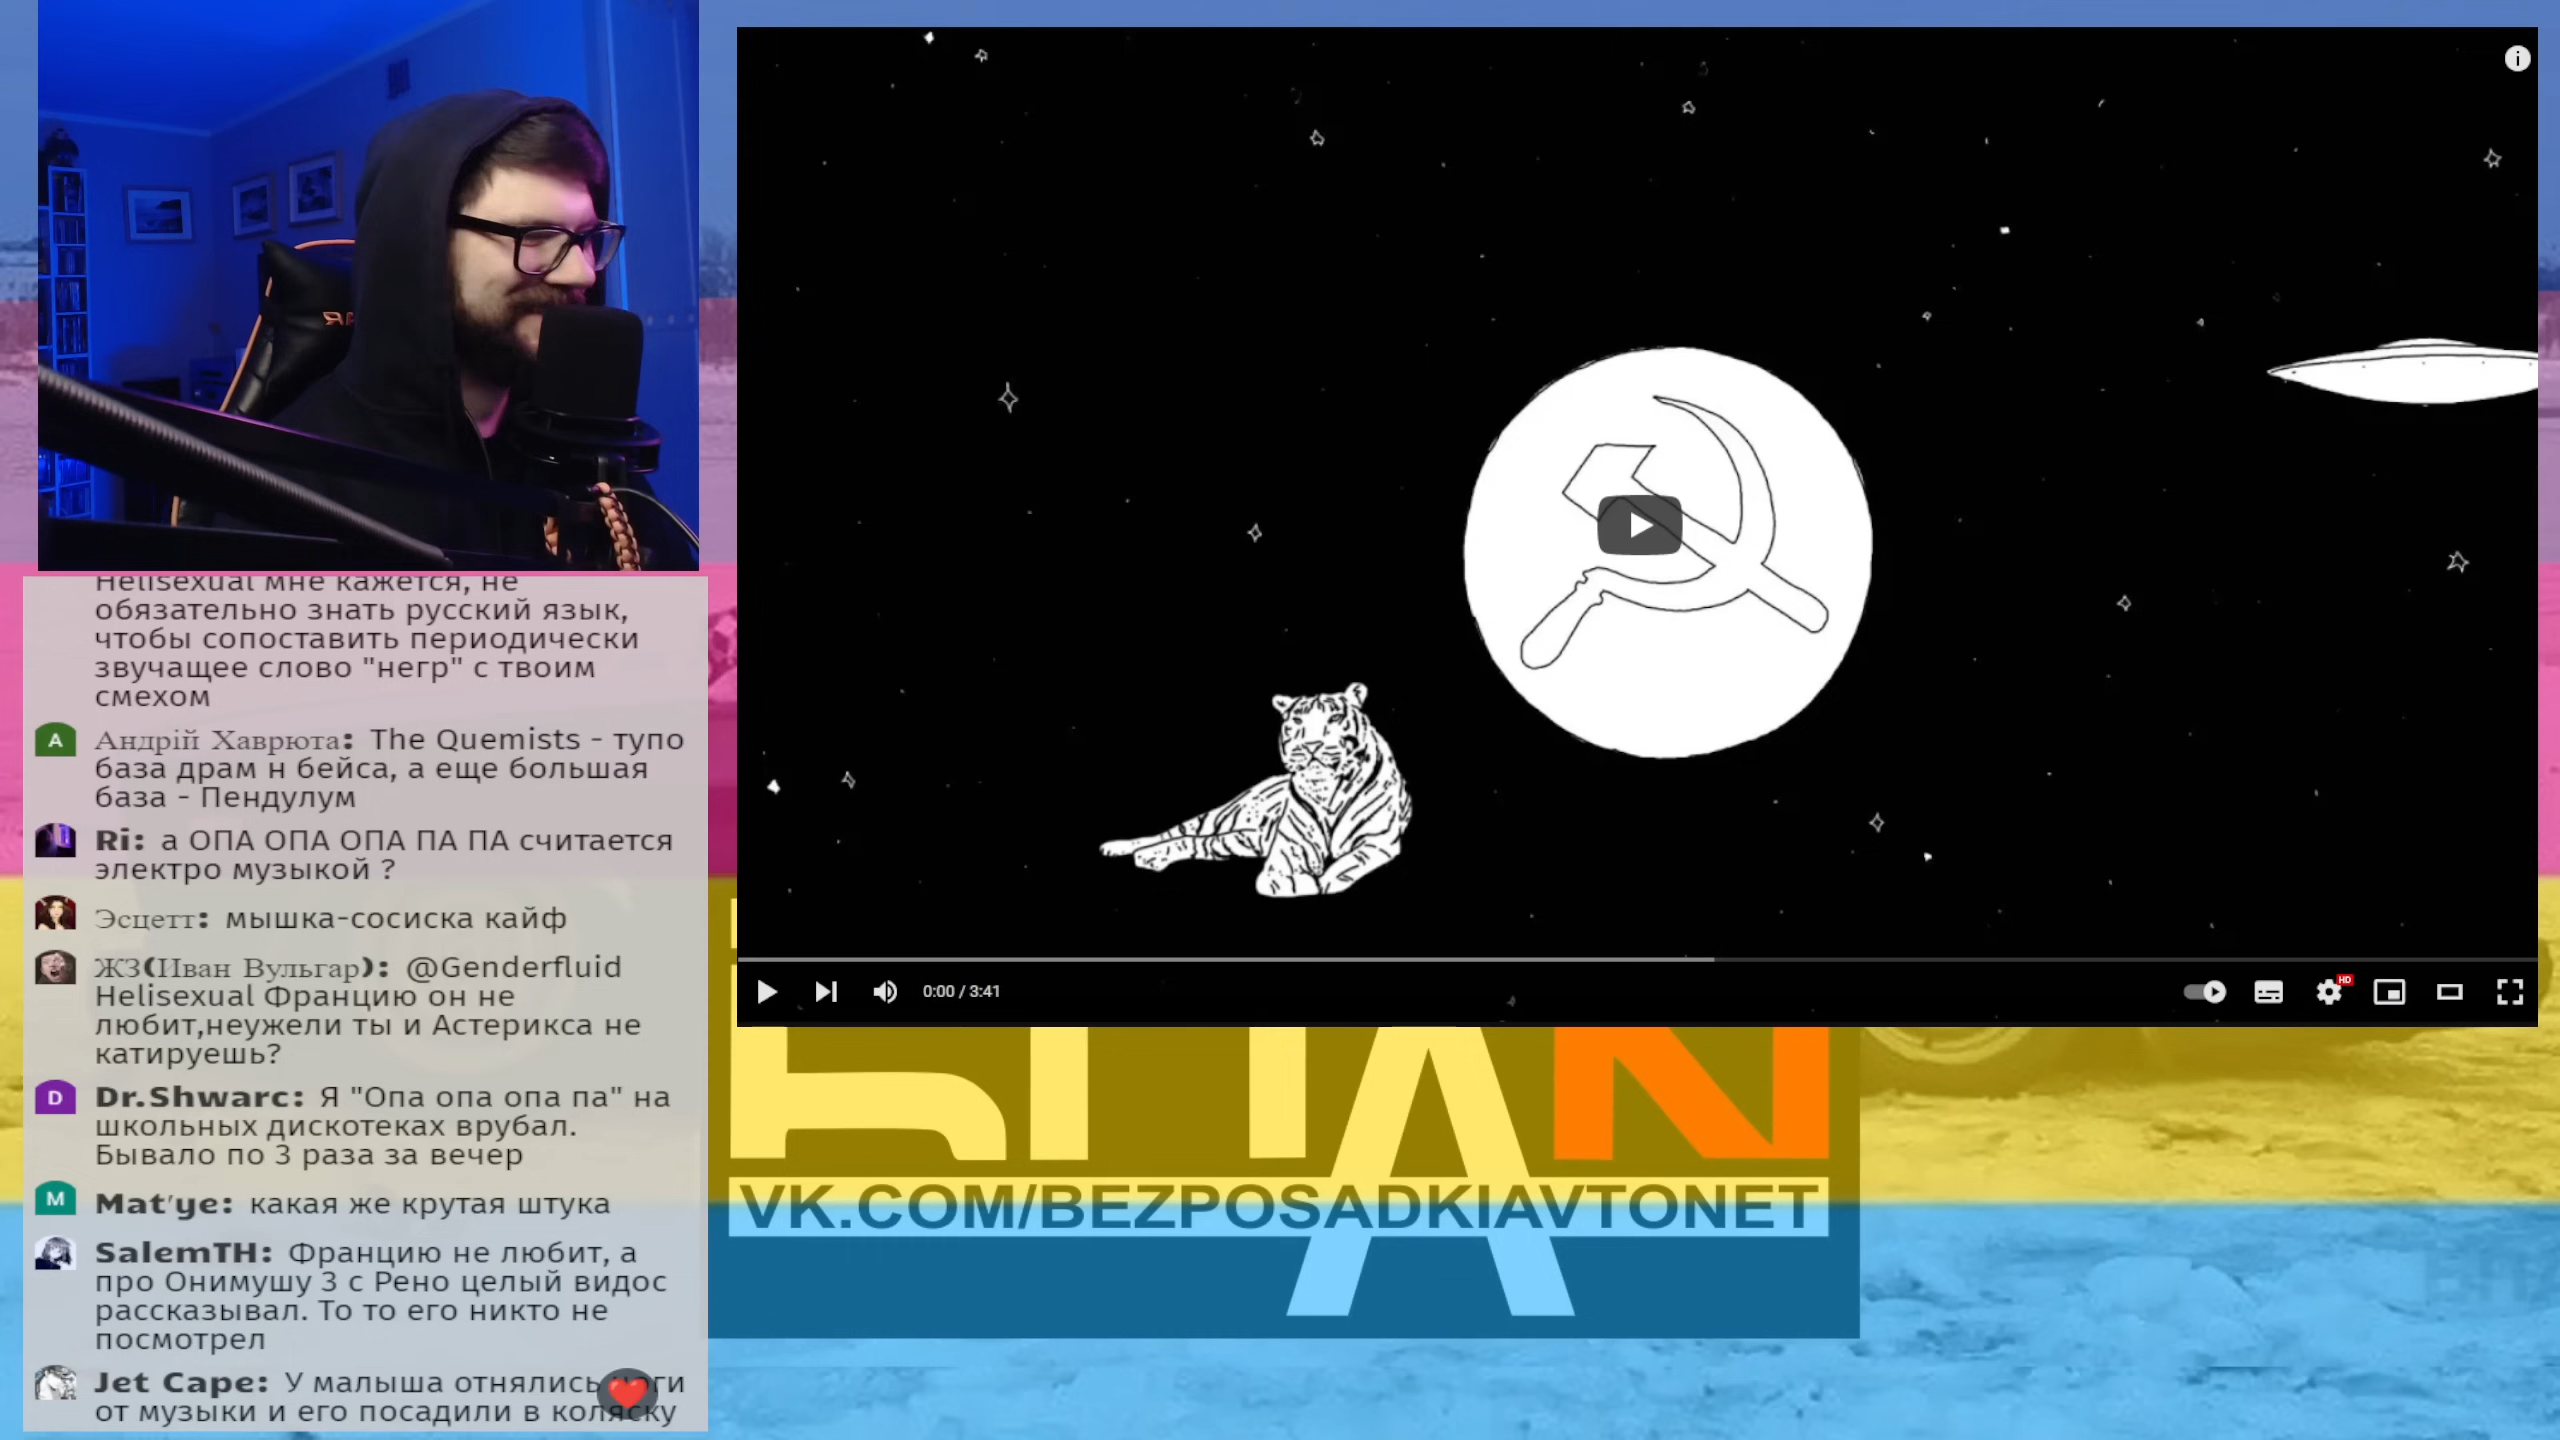 Helisexual мне кажется, не
обязательно знать русский язык,
чтобы сопоставить периодически
звучащее слово "негр" с твоим
смехом
A Андрій Хаврюта: The Quemists - тупо
база драм н бейса, а еще большая
база - Пендулум
Ri: а ОПА ОПА ОПА ПА ПА считается
электро музыкой ?
Эсцетт: мышка-сосиска кайф
ЖЗ(Иван Вульгар): @Genderfluid
Helisexual Францию он не
любит,неужели ты и Астерикса не
катируешь?
D Dr.Shwarc: Я "Опа опа опа па" на
школьных дискотеках врубал.
Бывало по 3 раза за вечер
M Mat'ye: какая же крутая штука
SalemTH: Францию не любит, а
про Онимушу 3 с Рено целый видос
рассказывал. То то его никто не
посмотрел
Jet Cape: У малыша отнялись ноги
от музыки и его посадили в коляску
i
0:00 / 3:41
HD
VK.COM/BEZPOSADKIAVTONET